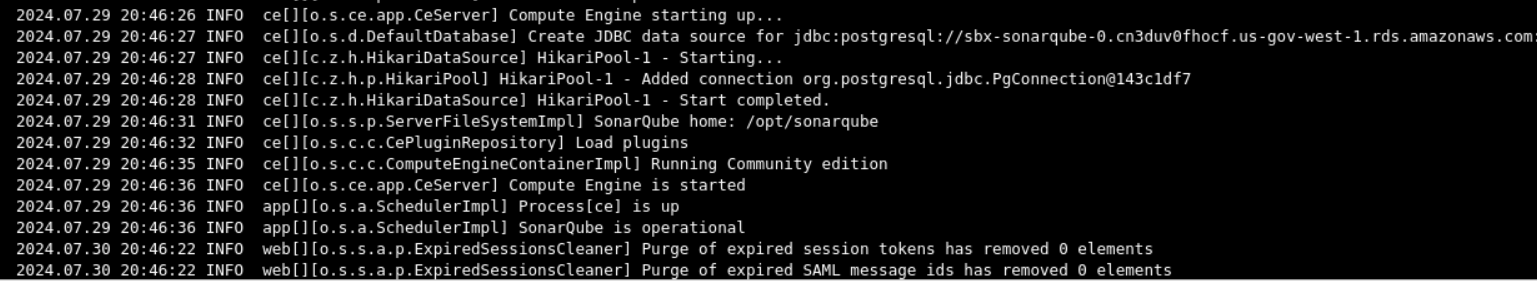 2024.07.29 20:46:26 INFO  ce[][o.s.ce.app.CeServer] Compute Engine starting up...
2024.07.29 20:46:27 INFO  ce[][o.s.d.DefaultDatabase] Create JDBC data source for jdbc:postgresql://sbx-sonarqube-0.cn3duv0fhocf.us-gov-west-1.rds.amazonaws.com:
2024.07.29 20:46:27 INFO  ce[][c.z.h.HikariDataSource] HikariPool-1 - Starting...
2024.07.29 20:46:28 INFO  ce[][c.z.h.p.HikariPool] HikariPool-1 - Added connection org.postgresql.jdbc.PgConnection@143c1df7
2024.07.29 20:46:28 INFO  ce[][c.z.h.HikariDataSource] HikariPool-1 - Start completed.
2024.07.29 20:46:31 INFO  ce[][o.s.s.p.ServerFileSystemImpl] SonarQube home: /opt/sonarqube
2024.07.29 20:46:32 INFO  ce[][o.s.c.c.CePluginRepository] Load plugins
2024.07.29 20:46:35 INFO  ce[][o.s.c.c.ComputeEngineContainerImpl] Running Community edition
2024.07.29 20:46:36 INFO  ce[][o.s.ce.app.CeServer] Compute Engine is started
2024.07.29 20:46:36 INFO  app[][o.s.a.SchedulerImpl] Process[ce] is up
2024.07.29 20:46:36 INFO  app[][o.s.a.SchedulerImpl] SonarQube is operational
2024.07.30 20:46:22 INFO  web[][o.s.s.a.p.ExpiredSessionsCleaner] Purge of expired session tokens has removed 0 elements
2024.07.30 20:46:22 INFO  web[][o.s.s.a.p.ExpiredSessionsCleaner] Purge of expired SAML message ids has removed 0 elements